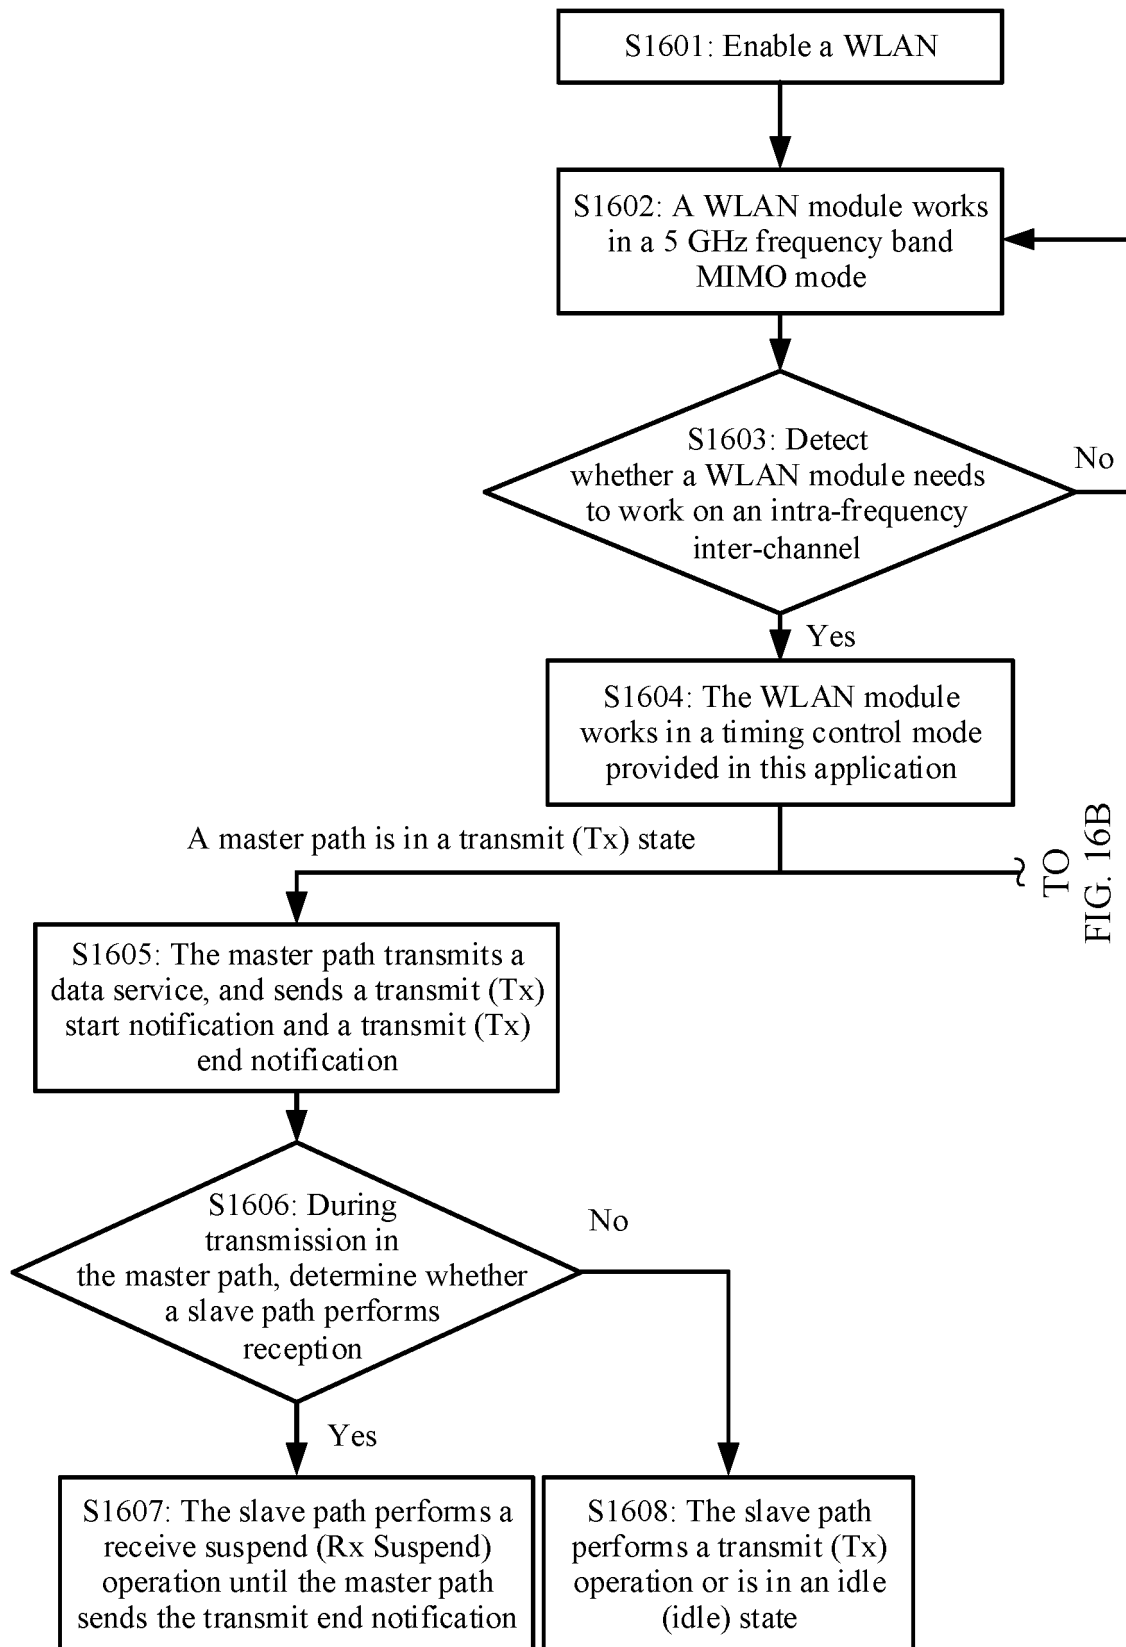 S1601: Enable a WLAN
S1602: A WLAN module works
in a 5 GHz frequency band
MIMO mode
S1603: Detect
whether a WLAN module needs
to work on an intra-frequency
inter-channel
No
Yes
S1604: The WLAN module
works in a timing control mode
provided in this application
A master path is in a transmit (Tx) state
TO
FIG. 16B
S1605: The master path transmits a
data service, and sends a transmit (Tx)
start notification and a transmit (Tx)
end notification
S1606: During
transmission in
the master path, determine whether
a slave path performs
reception
No
Yes
S1607: The slave path performs a
receive suspend (Rx Suspend)
operation until the master path
sends the transmit end notification
S1608: The slave path
performs a transmit (Tx)
operation or is in an idle
(idle) state